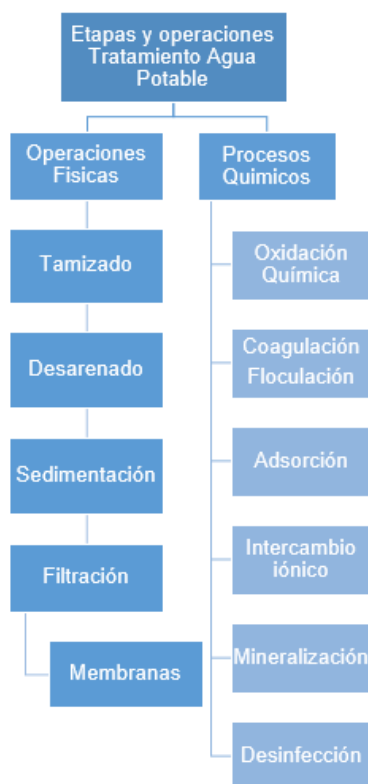 Etapas y operaciones
Tratamiento Agua
Potable
Operaciones
Fisicas
Procesos
Quimicos
Tamizado
Desarenado
Sedimentación
Filtración
Membranas
Oxidación
Química
Coagulación
Floculación
Adsorción
Intercambio
iónico
Mineralización
Desinfección